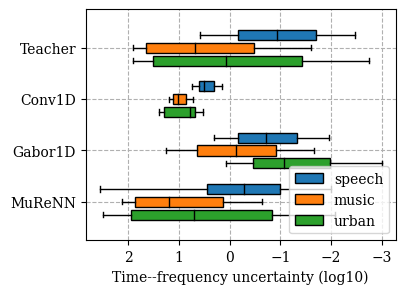 Teacher
Conv1D
Gabor1D
MuReNN
speech
music
urban
2 1 0 −1 −2 −3
Time--frequency uncertainty (log10)